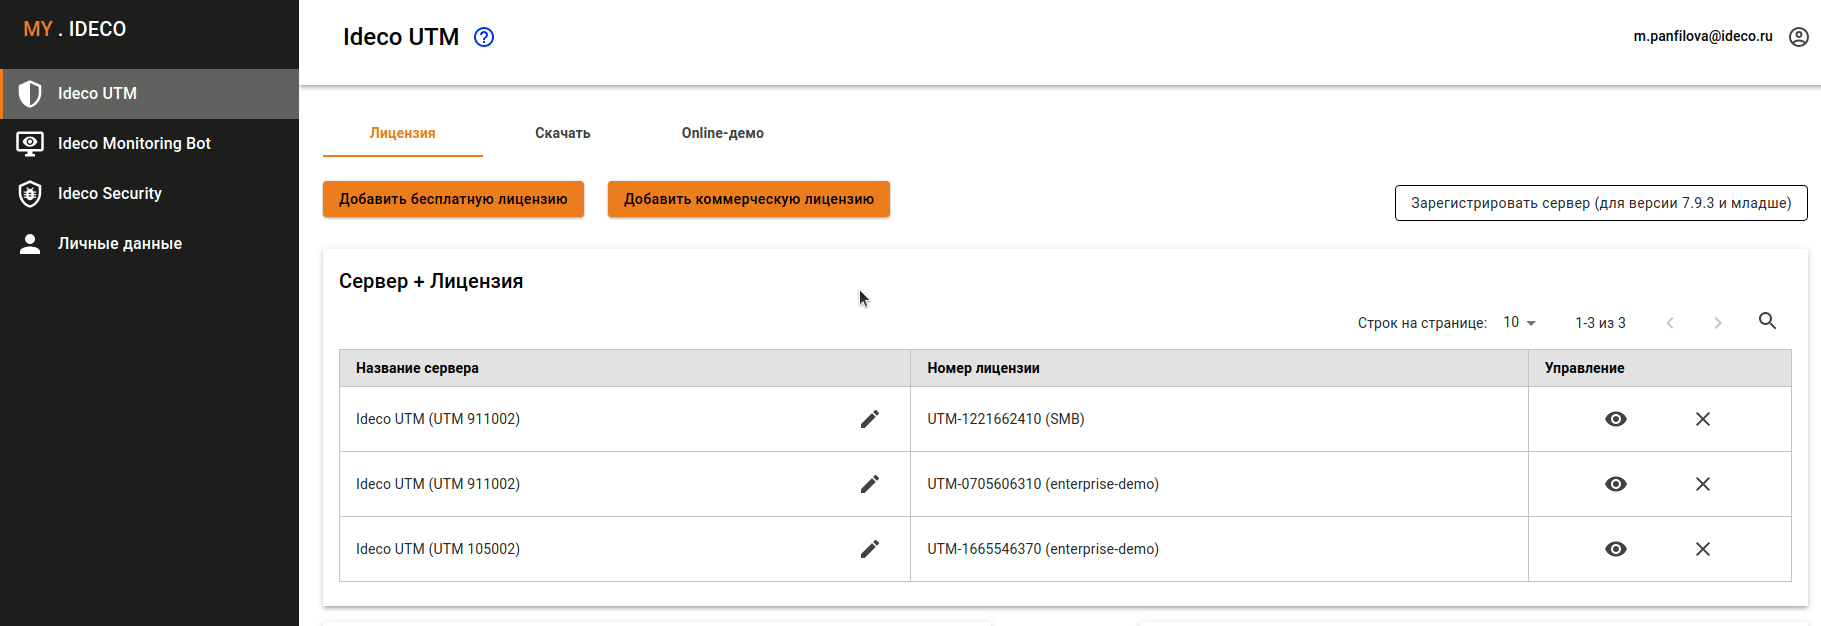 MY . IDECO
Ideco UTM
m.panfilova@ideco.ru
Ideco UTM
Ideco Monitoring Bot
Ideco Security
Личные данные
Лицензия Скачать Online-демо
Добавить бесплатную лицензию Добавить коммерческую лицензию Зарегистрировать сервер (для версии 7.9.3 и младше)
Сервер + Лицензия
Строк на странице: 10 1-3 из 3
Название сервера Номер лицензии Управление
Ideco UTM (UTM 911002) UTM-1221662410 (SMB)
Ideco UTM (UTM 911002) UTM-0705606310 (enterprise-demo)
Ideco UTM (UTM 105002) UTM-1665546370 (enterprise-demo)